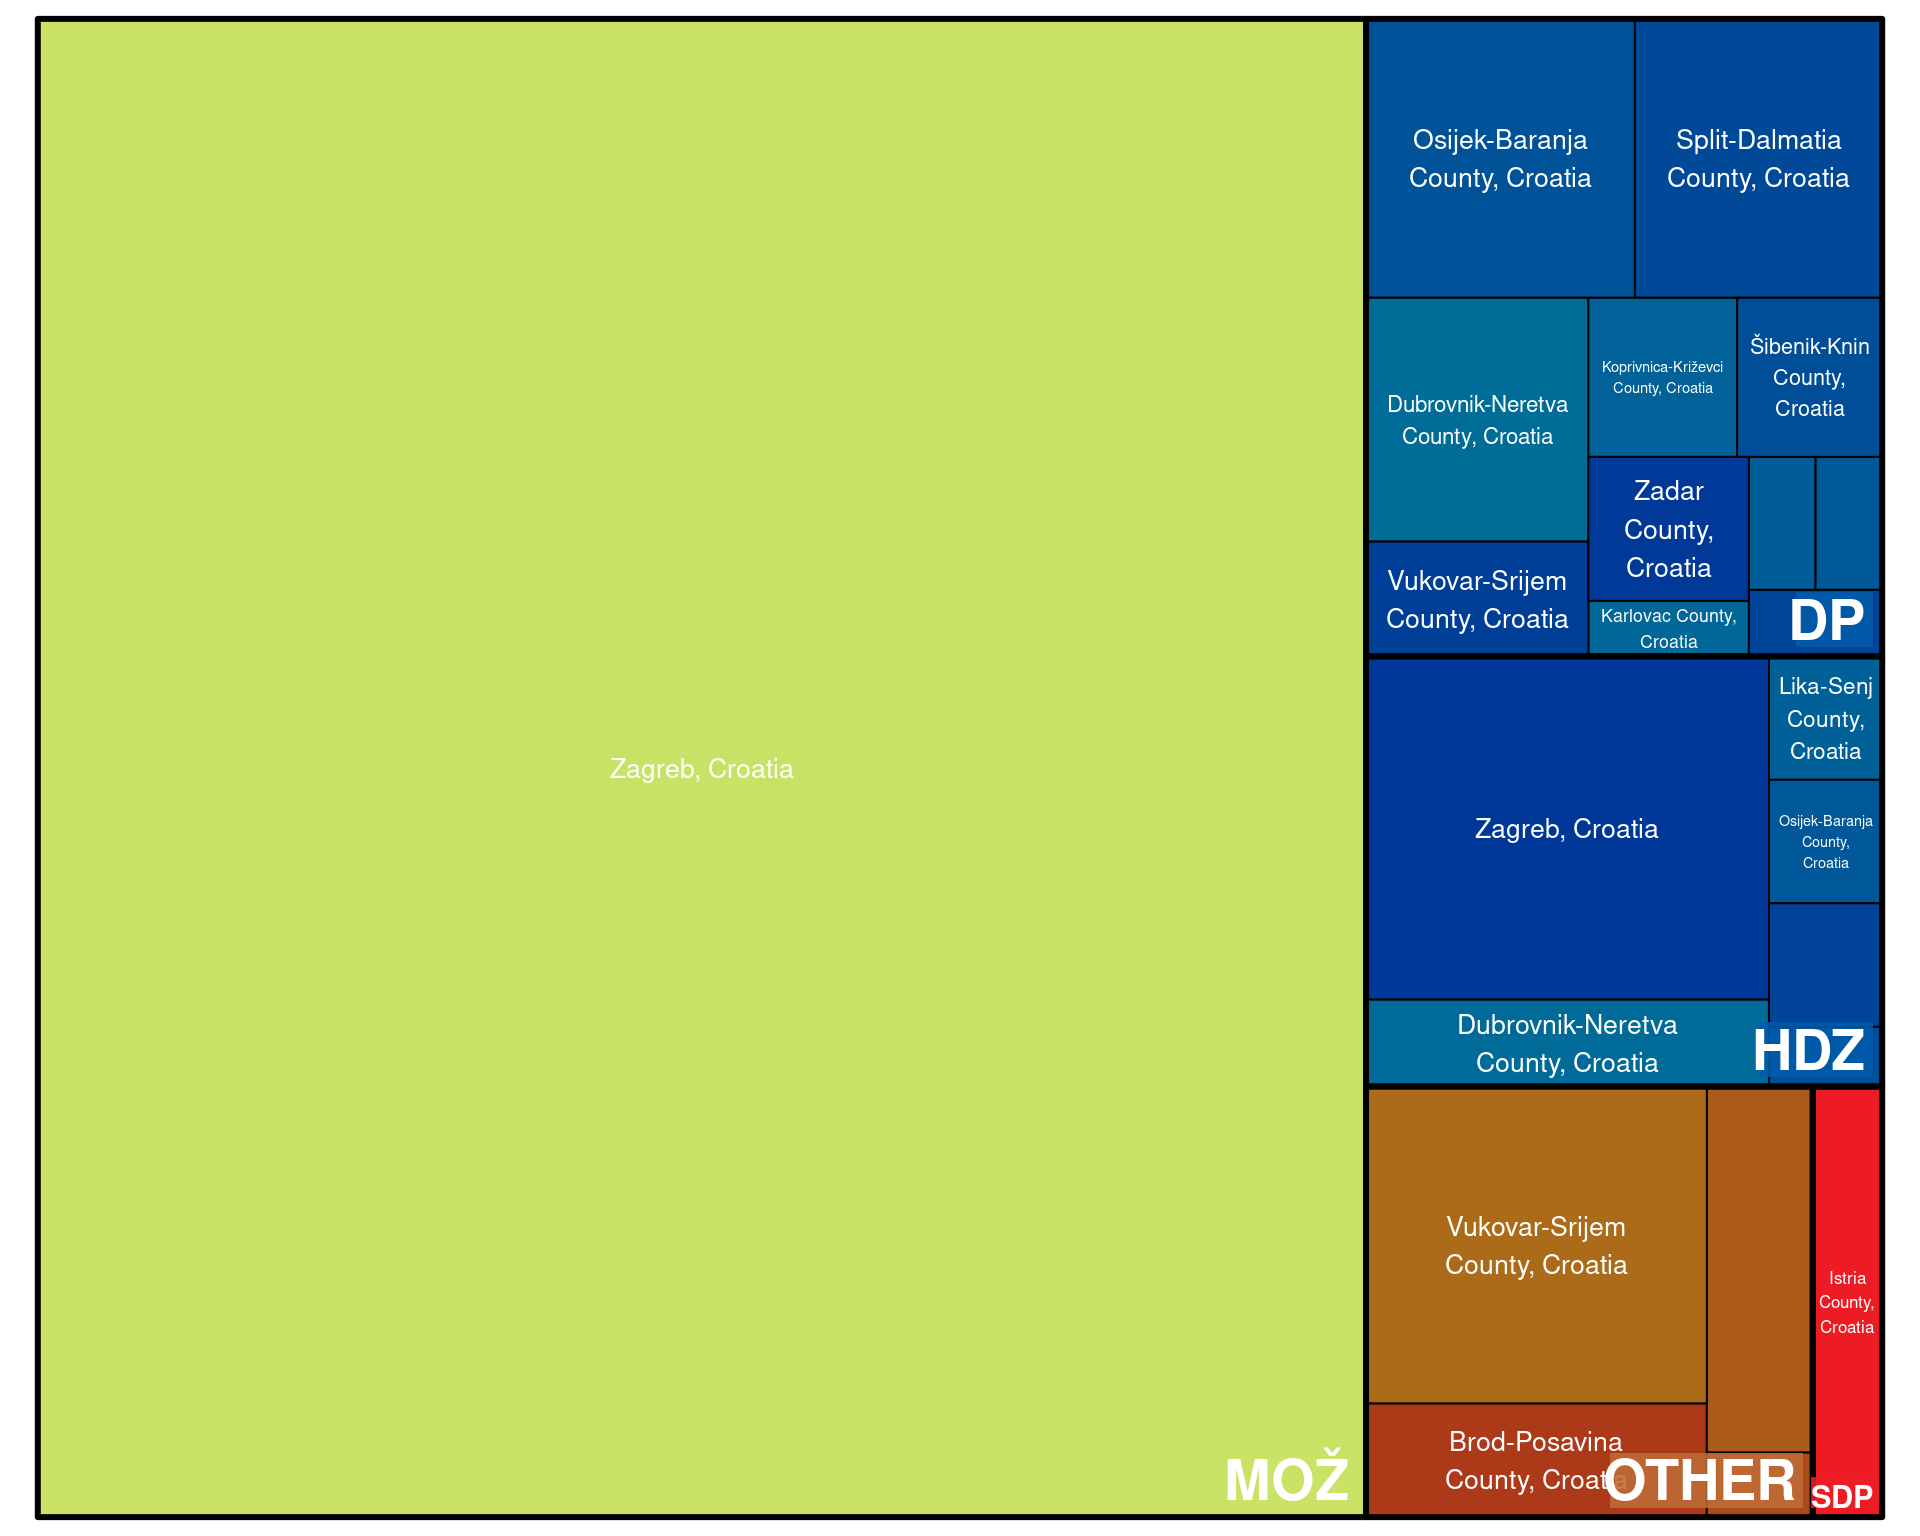 Zagreb, Croatia
MOŽ
Osijek-Baranja
County, Croatia
Split-Dalmatia
County, Croatia
Dubrovnik-Neretva
County, Croatia
Koprivnica-Križevci
County, Croatia
Šibenik-Knin
County,
Croatia
Vukovar-Srijem
County, Croatia
Zadar
County,
Croatia
Karlovac County,
Croatia
DP
Zagreb, Croatia
Lika-Senj
County,
Croatia
Osijek-Baranja
County,
Croatia
Dubrovnik-Neretva
County, Croatia
HDZ
Vukovar-Srijem
County, Croatia
Brod-Posavina
County, Croatia
OTHER
Istria
County,
Croatia
SDP